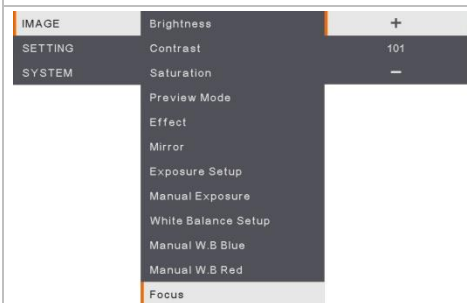 IMAGE
SETTING
SYSTEM
Brightness
Contrast
Saturation
Preview Mode
Effect
Mirror
Exposure Setup
Manual Exposure
White Balance Setup
Manual W.B Blue
Manual W.B Red
Focus
+
101
−